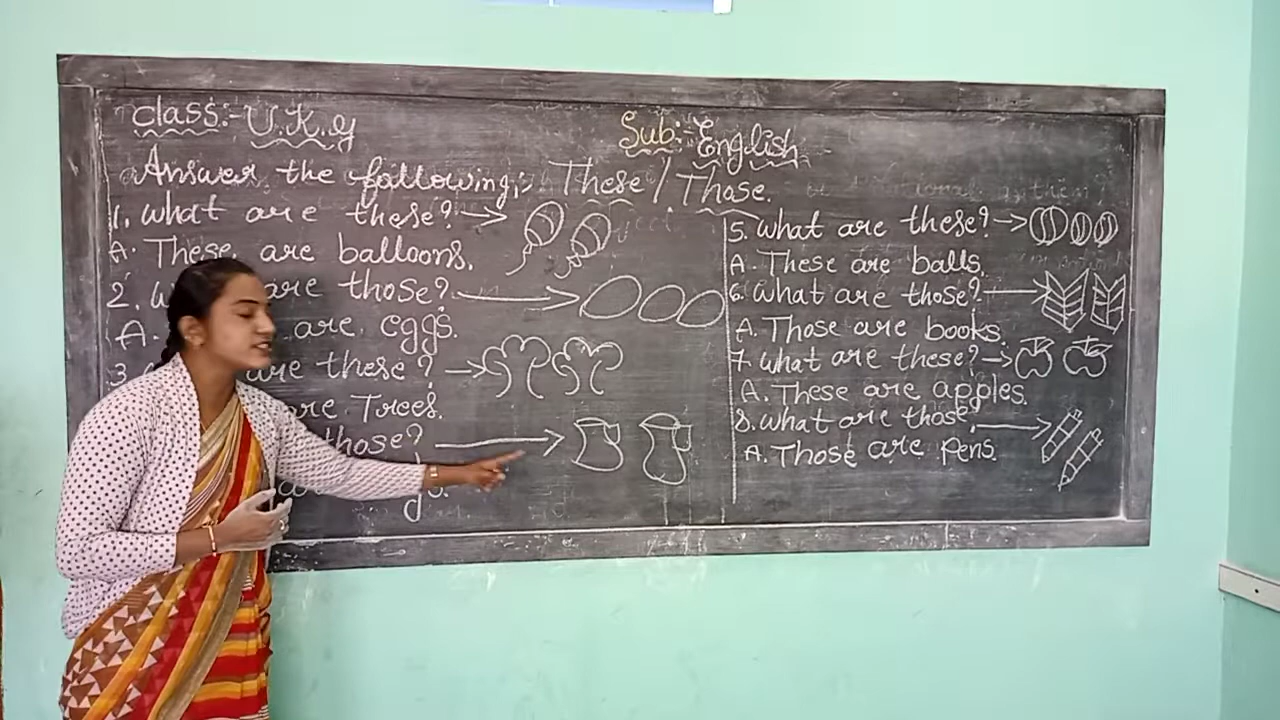 Class:- U.K.g
Sub:- English
Answer the following:- These / Those.
1. What are these?
A. These are balloons.
2. are those?
A. are eggs.
3. are these?
are Trees.
those?
are
5. What are these?
A. These are balls.
6. What are those?
A. Those are books.
7. What are these?
A. These are apples.
8. What are those?
A. Those are pens.